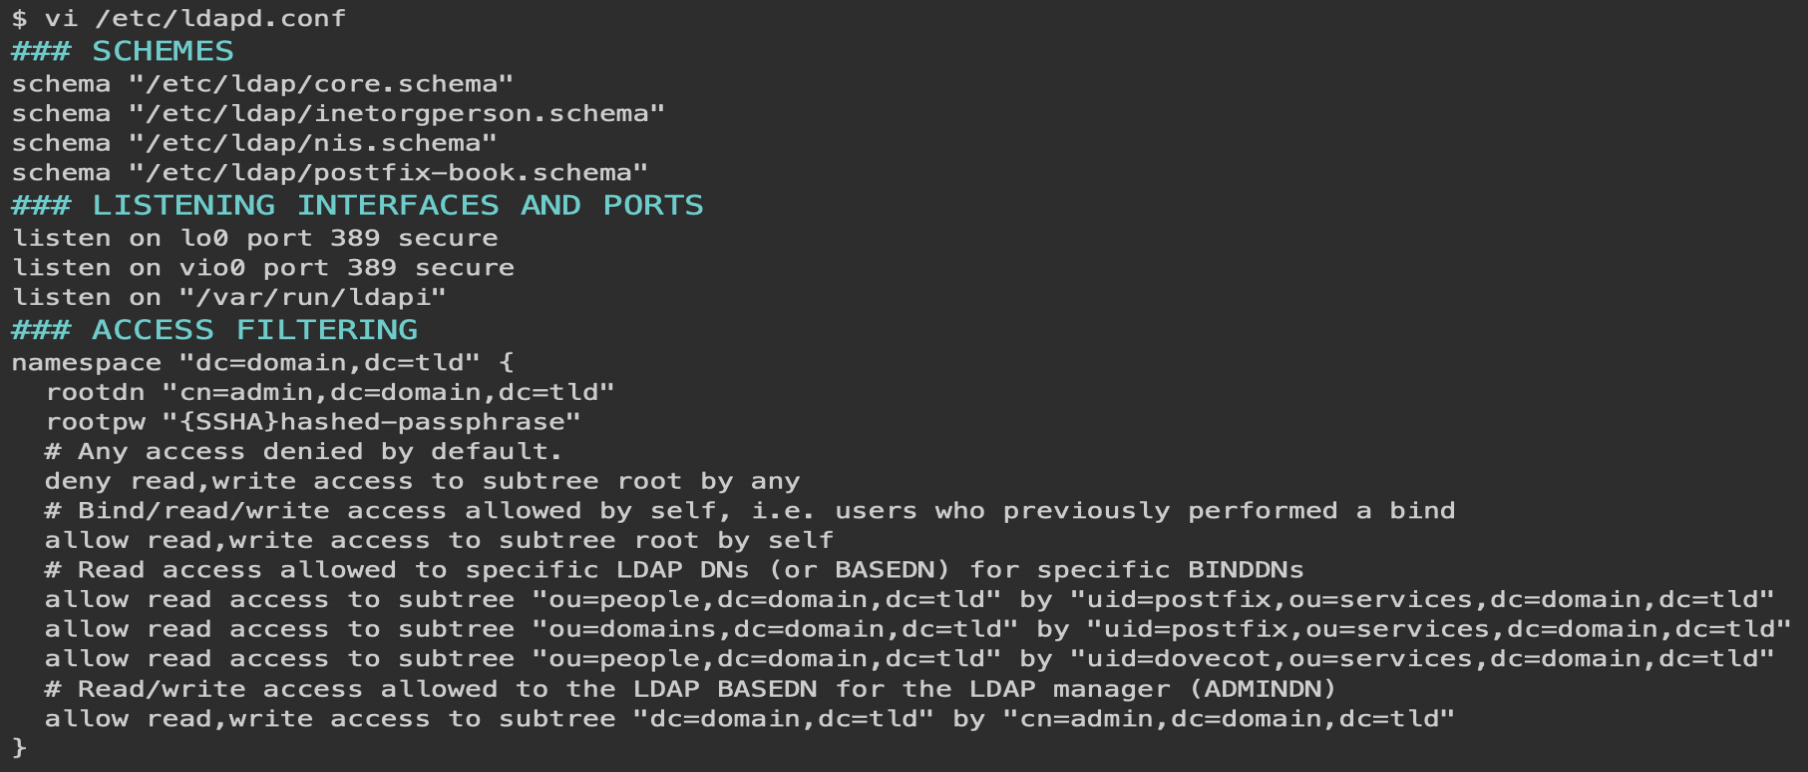 $ vi /etc/ldapd.conf
### SCHEMES
schema "/etc/ldap/core.schema"
schema "/etc/ldap/inetorgperson.schema"
schema "/etc/ldap/nis.schema"
schema "/etc/ldap/postfix-book.schema"
### LISTENING INTERFACES AND PORTS
listen on lo0 port 389 secure
listen on vio0 port 389 secure
listen on "/var/run/ldapi"
### ACCESS FILTERING
namespace "dc=domain,dc=tld" {
  rootdn "cn=admin,dc=domain,dc=tld"
  rootpw "{SSHA}hashed-passphrase"
  # Any access denied by default.
  deny read,write access to subtree root by any
  # Bind/read/write access allowed by self, i.e. users who previously performed a bind
  allow read,write access to subtree root by self
  # Read access allowed to specific LDAP DNs (or BASEDN) for specific BINDDNs
  allow read access to subtree "ou=people,dc=domain,dc=tld" by "uid=postfix,ou=services,dc=domain,dc=tld"
  allow read access to subtree "ou=domains,dc=domain,dc=tld" by "uid=postfix,ou=services,dc=domain,dc=tld"
  allow read access to subtree "ou=people,dc=domain,dc=tld" by "uid=dovecot,ou=services,dc=domain,dc=tld"
  # Read/write access allowed to the LDAP BASEDN for the LDAP manager (ADMINDN)
  allow read,write access to subtree "dc=domain,dc=tld" by "cn=admin,dc=domain,dc=tld"
}